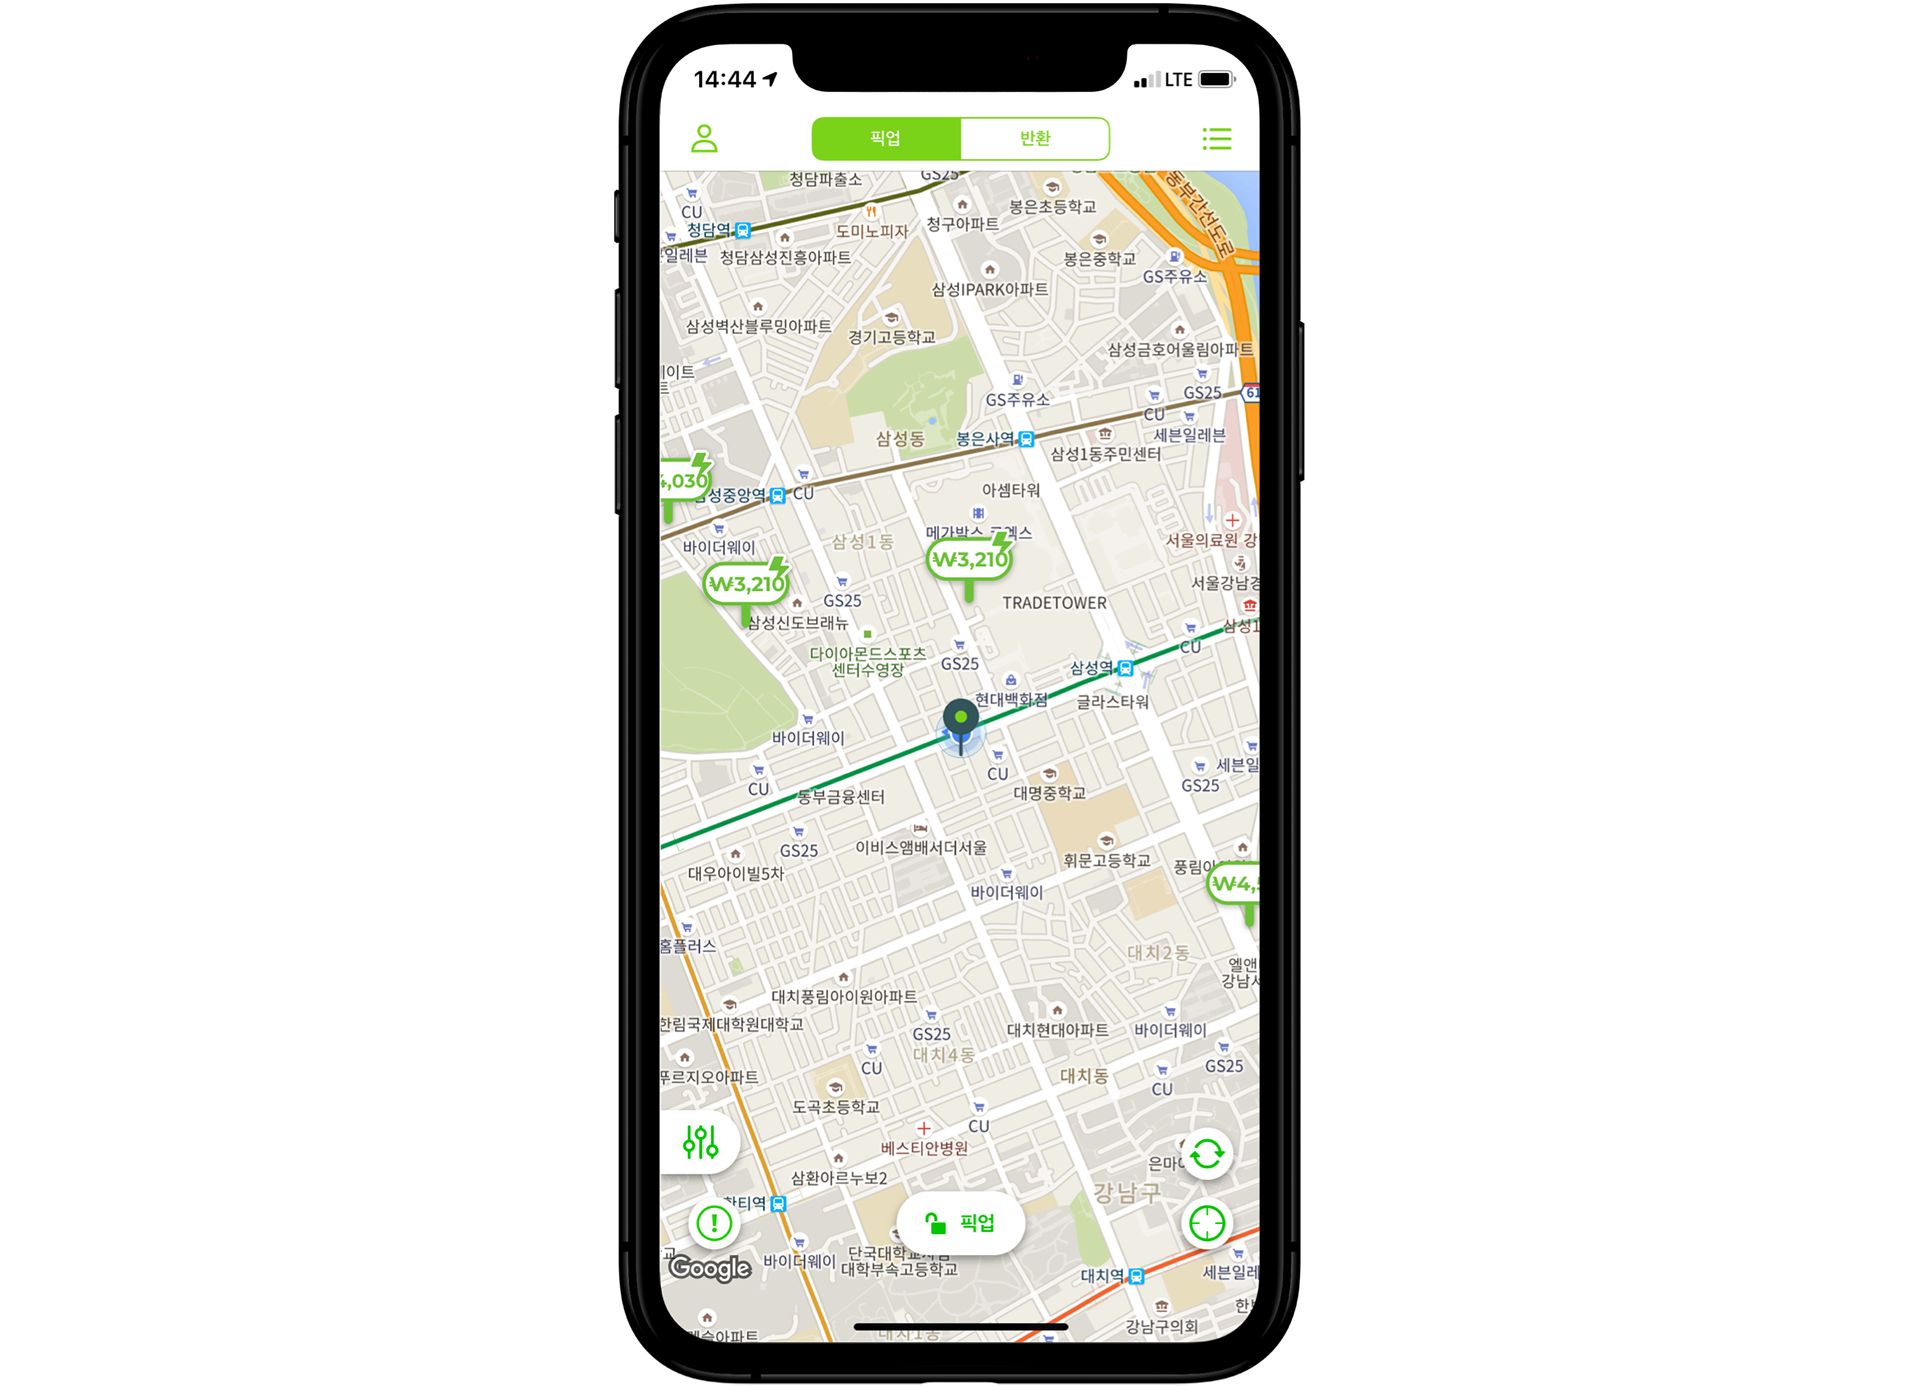 14:44
LTE
픽업
반환
청담파출소
GS25
CU
청담역
도미노피자
청구아파트
봉은초등학교
동부간선도로
일레븐
청담삼성진흥아파트
봉은중학교
GS주유소
삼성IPARK아파트
삼성벽산블루밍아파트
경기고등학교
삼성금호어울림아파트
이트
트
GS주유소
GS25
61
CU
삼성동
봉은사역
세븐일레븐
삼성1동주민센터
4,030
성중앙역
CU
아셈타워
메가박스 코엑스
바이더웨이
삼성1동
서울의료원 강
₩3,210
₩3,210
서울강남경
GS25
TRADETOWER
삼성신도브래뉴
삼성1
CU
다이아몬드스포츠
센터수영장
GS25
삼성역
현대백화점
글라스타워
바이더웨이
CU
세븐일
CU
GS25
동부금융센터
대명중학교
GS25
이비스앰배서더서울
휘문고등학교
풍림아
대우아이빌5차
₩4,5
바이더웨이
홈플러스
대치2동
엘앤
강남서
대치풍림아이원아파트
한림국제대학원대학교
GS25
대치현대아파트
바이더웨이
대치4동
CU
GS25
푸르지오아파트
대치동
CU
도곡초등학교
CU
베스티안병원
은마
삼환아르누보2
강남구
한티역
픽업
교
Google
바이더웨이
단국대학교사범
대학부속고등학교
대치역
세븐일레
한
강남구의회
아파트
대치1동